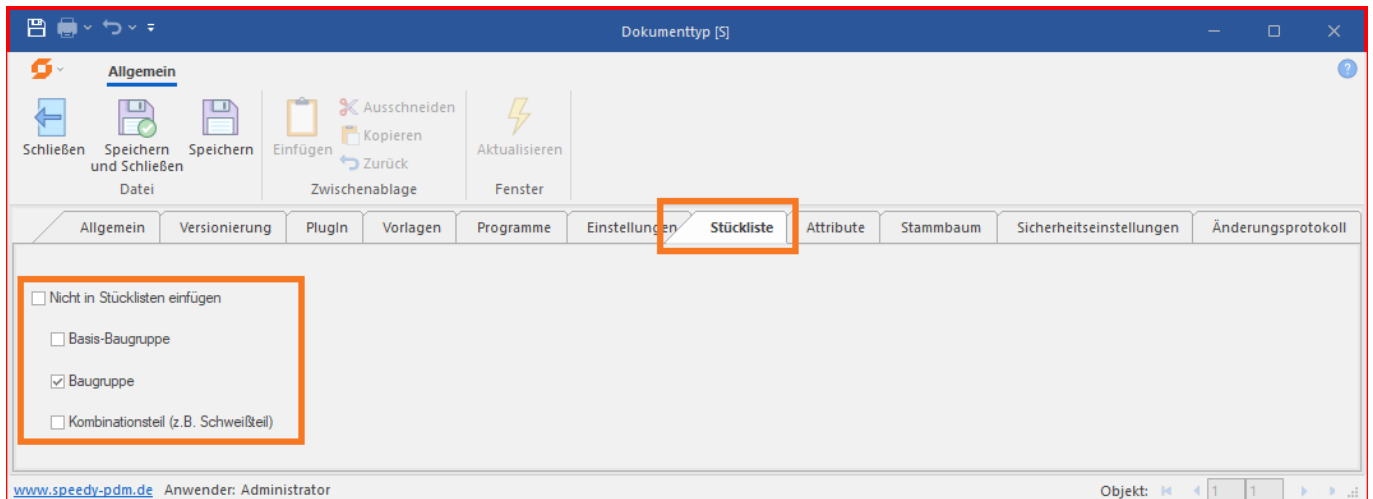 Dokumenttyp [S]
Allgemein
Schließen
Speichern und Schließen
Speichern
Datei
Einfügen
Ausschneiden
Kopieren
Zurück
Zwischenablage
Aktualisieren
Fenster
Allgemein Versionierung PlugIn Vorlagen Programme Einstellungen Stückliste Attribute Stammbaum Sicherheitseinstellungen Änderungsprotokoll
Nicht in Stücklisten einfügen
Basis-Baugruppe
Baugruppe
Kombinationsteil (z.B. Schweißteil)
www.speedy-pdm.de Anwender: Administrator Objekt: 1 1